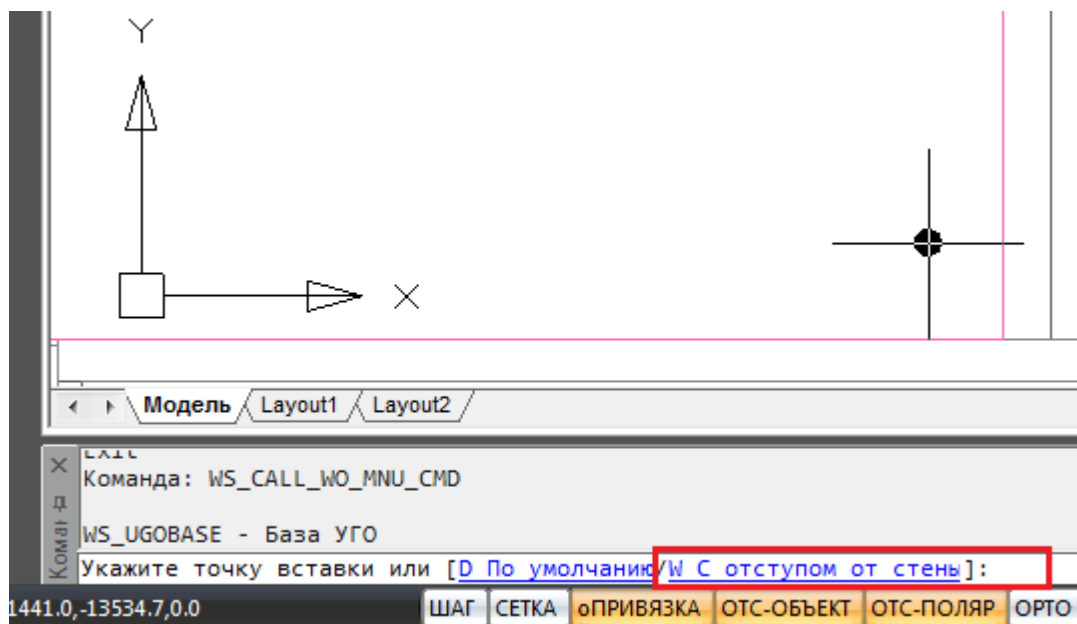 Y
X
Модель Layout1 Layout2
EXIT
Команда: WS_CALL_WO_MNU_CMD
WS_UGOBASE - База УГО
Укажите точку вставки или [D По умолчанию/W С отступом от стены]:
1441.0,-13534.7,0.0 ШАГ СЕТКА оПРИВЯЗКА ОТС-ОБЪЕКТ ОТС-ПОЛЯР ОРТО